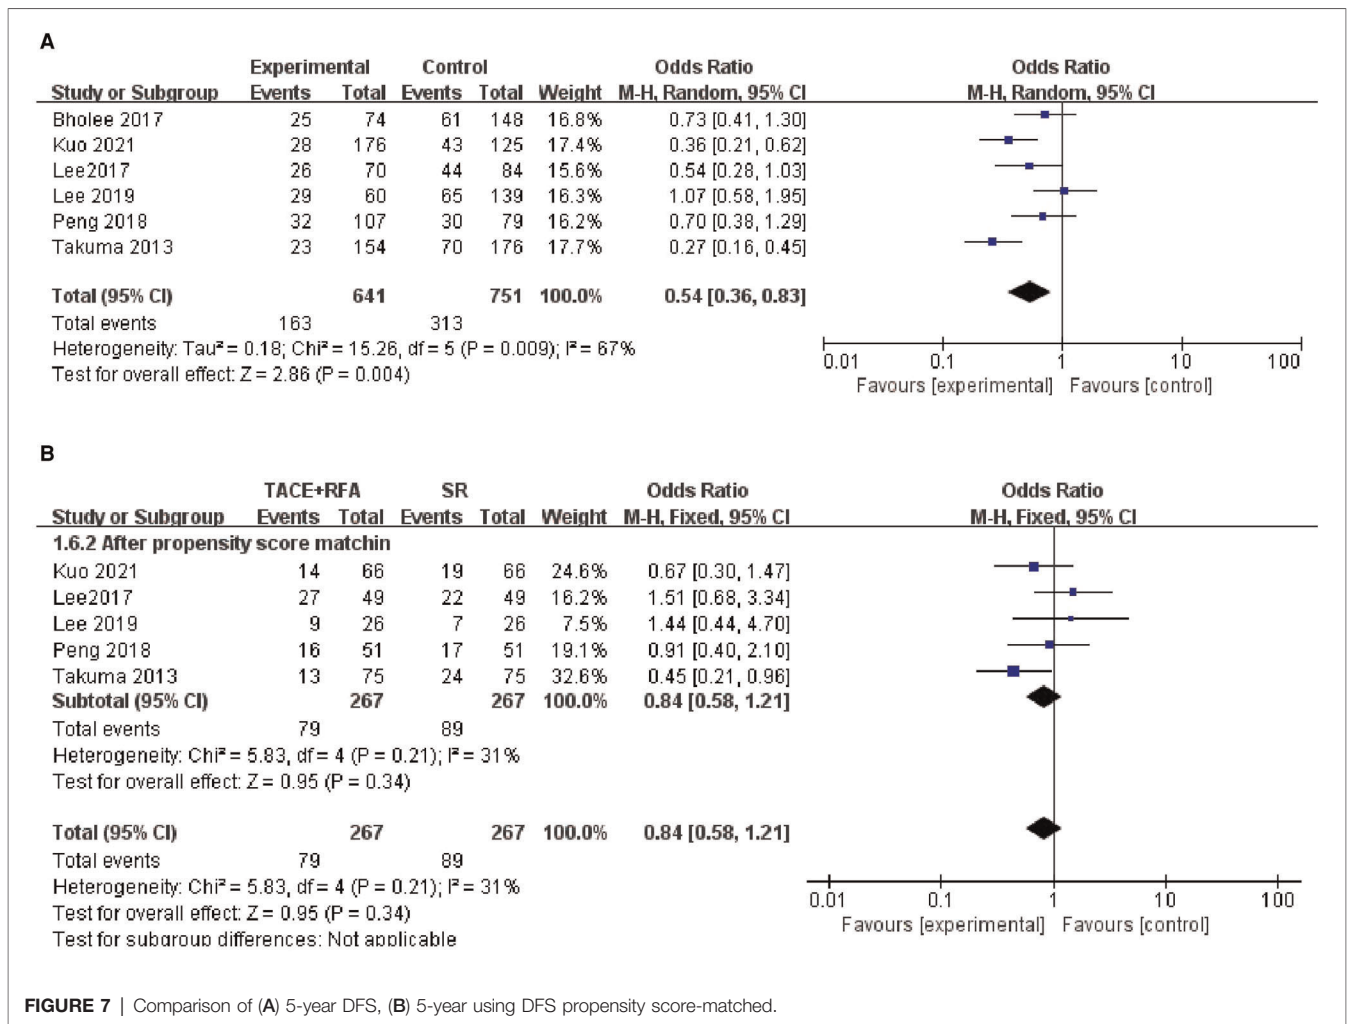 A
Experimental Control Odds Ratio Odds Ratio
Study or Subgroup Events Total Events Total Weight M-H, Random, 95% CI M-H, Random, 95% CI
Bholee 2017 25 74 61 148 16.8% 0.73 [0.41, 1.30]
Kuo 2021 28 176 43 125 17.4% 0.36 [0.21, 0.62]
Lee2017 26 70 44 84 15.6% 0.54 [0.28, 1.03]
Lee 2019 29 60 65 139 16.3% 1.07 [0.58, 1.95]
Peng 2018 32 107 30 79 16.2% 0.70 [0.38, 1.29]
Takuma 2013 23 154 70 176 17.7% 0.27 [0.16, 0.45]
Total (95% CI) 641 751 100.0% 0.54 [0.36, 0.83]
Total events 163 313
Heterogeneity: Tau² = 0.18; Chi² = 15.26, df = 5 (P = 0.009); I² = 67%
Test for overall effect: Z = 2.86 (P = 0.004)
0.01 0.1 1 10 100
Favours [experimental] Favours [control]
B
TACE+RFA SR Odds Ratio Odds Ratio
Study or Subgroup Events Total Events Total Weight M-H, Fixed, 95% CI M-H, Fixed, 95% CI
1.6.2 After propensity score matchin
Kuo 2021 14 66 19 66 24.6% 0.67 [0.30, 1.47]
Lee2017 27 49 22 49 16.2% 1.51 [0.68, 3.34]
Lee 2019 9 26 7 26 7.5% 1.44 [0.44, 4.70]
Peng 2018 16 51 17 51 19.1% 0.91 [0.40, 2.10]
Takuma 2013 13 75 24 75 32.6% 0.45 [0.21, 0.96]
Subtotal (95% CI) 267 267 100.0% 0.84 [0.58, 1.21]
Total events 79 89
Heterogeneity: Chi² = 5.83, df = 4 (P = 0.21); I² = 31%
Test for overall effect: Z = 0.95 (P = 0.34)
Total (95% CI) 267 267 100.0% 0.84 [0.58, 1.21]
Total events 79 89
Heterogeneity: Chi² = 5.83, df = 4 (P = 0.21); I² = 31%
Test for overall effect: Z = 0.95 (P = 0.34)
Test for subgroup differences: Not applicable
0.01 0.1 1 10 100
Favours [experimental] Favours [control]
FIGURE 7 | Comparison of (A) 5-year DFS, (B) 5-year using DFS propensity score-matched.